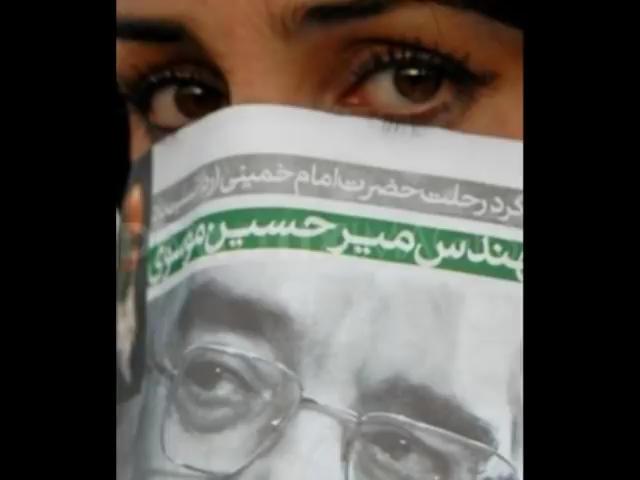 گرد رحلت حضرت امام خمینی
هندس میر حسین موسوی